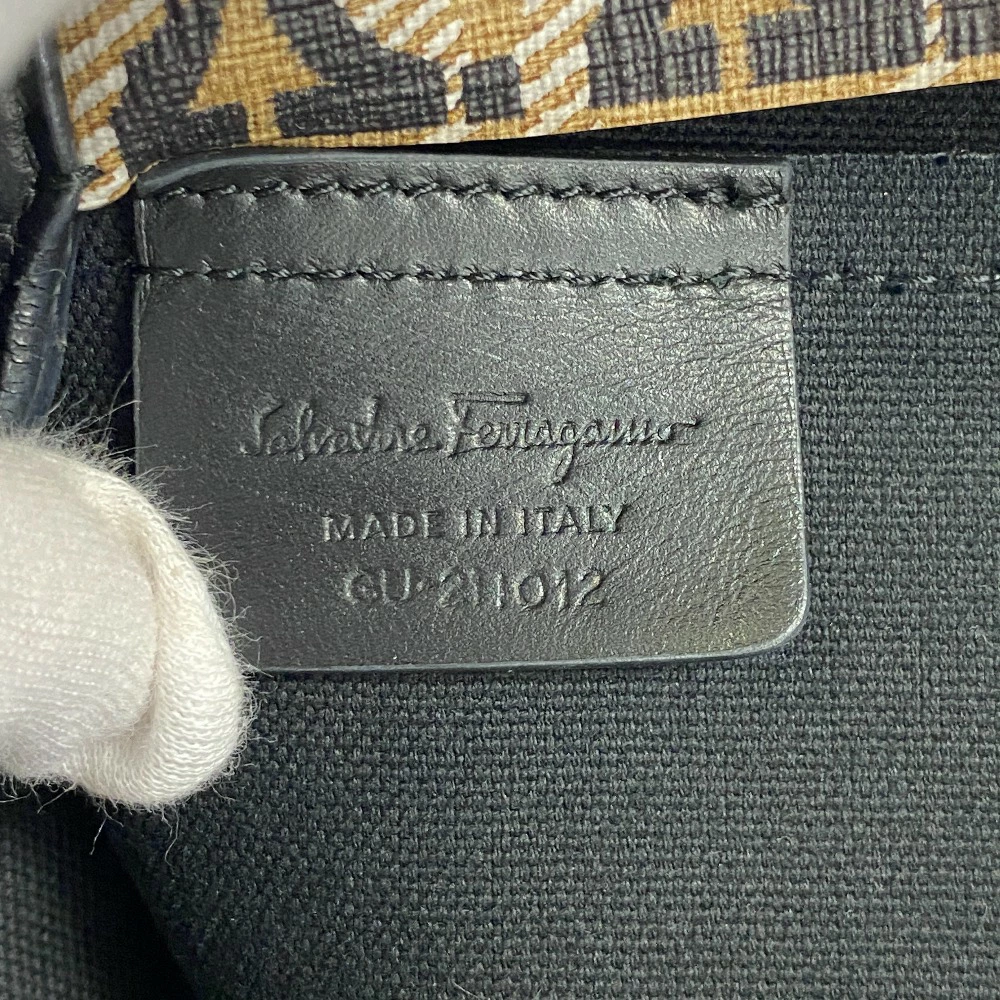 Salvatore Ferragamo
MADE IN ITALY
GU-211012